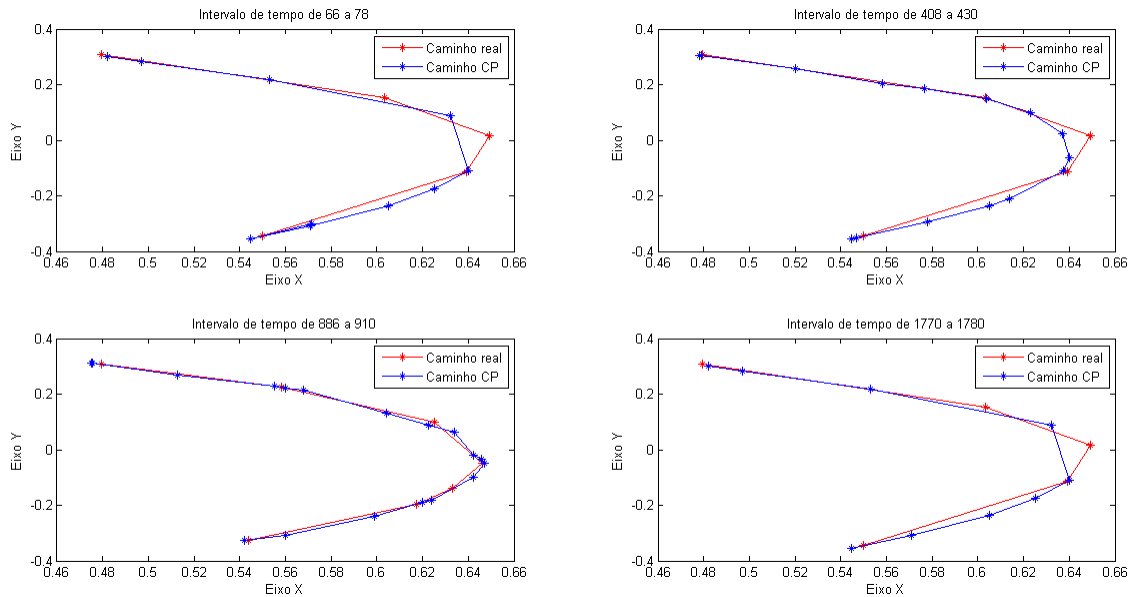 Intervalo de tempo de 66 a 78
0.4
0.2
0
-0.2
-0.4
Eixo Y
Caminho real
Caminho CP
0.46 0.48 0.5 0.52 0.54 0.56 0.58 0.6 0.62 0.64 0.66
Eixo X
Intervalo de tempo de 408 a 430
0.4
0.2
0
-0.2
-0.4
Eixo Y
Caminho real
Caminho CP
0.46 0.48 0.5 0.52 0.54 0.56 0.58 0.6 0.62 0.64 0.66
Eixo X
Intervalo de tempo de 886 a 910
0.4
0.2
0
-0.2
-0.4
Eixo Y
Caminho real
Caminho CP
0.46 0.48 0.5 0.52 0.54 0.56 0.58 0.6 0.62 0.64 0.66
Eixo X
Intervalo de tempo de 1770 a 1780
0.4
0.2
0
-0.2
-0.4
Eixo Y
Caminho real
Caminho CP
0.46 0.48 0.5 0.52 0.54 0.56 0.58 0.6 0.62 0.64 0.66
Eixo X